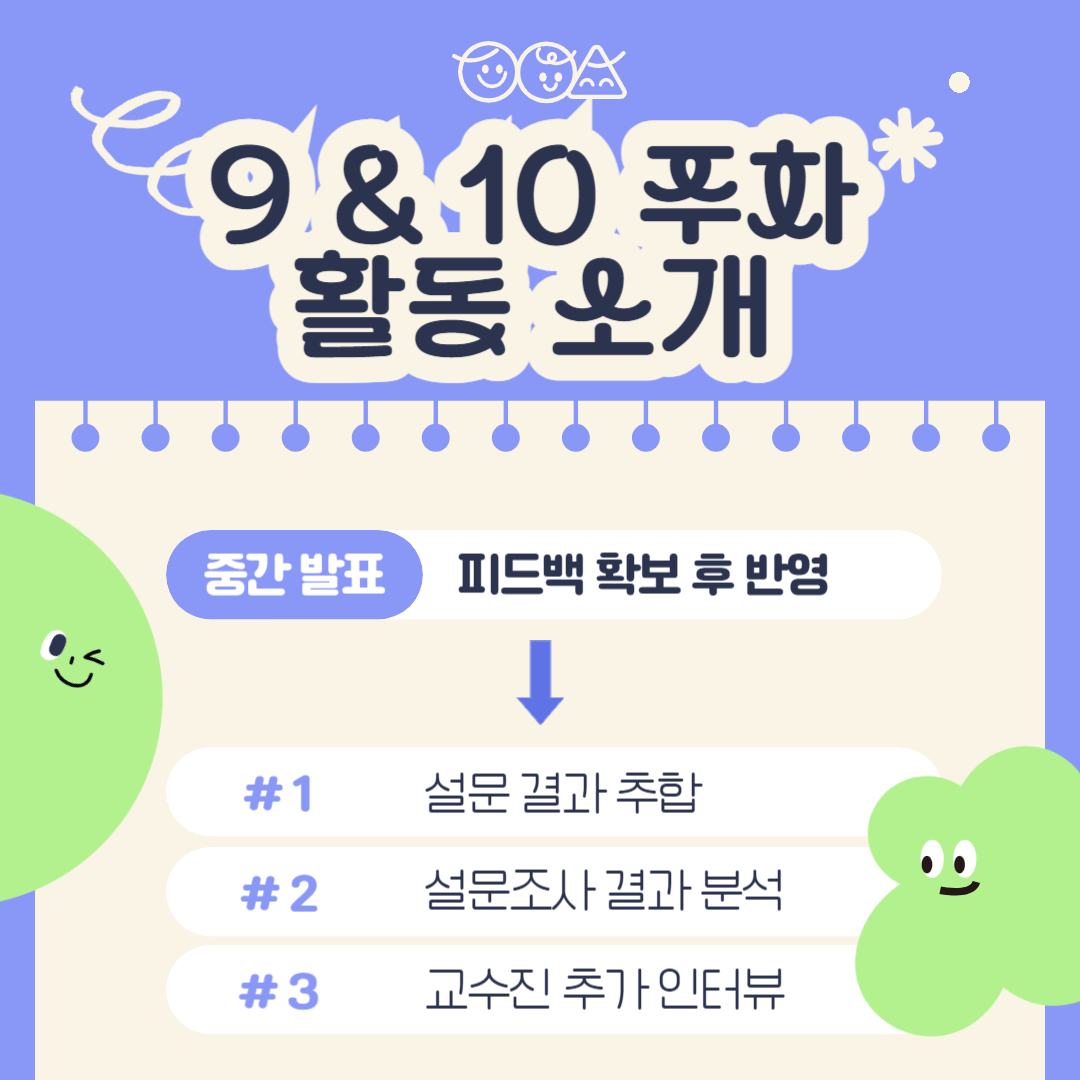 9 & 10 주화
활동 소개
중간 발표 피드백 확보 후 반영
#1 설문 결과 추합
#2 설문조사 결과 분석
#3 교수진 추가 인터뷰